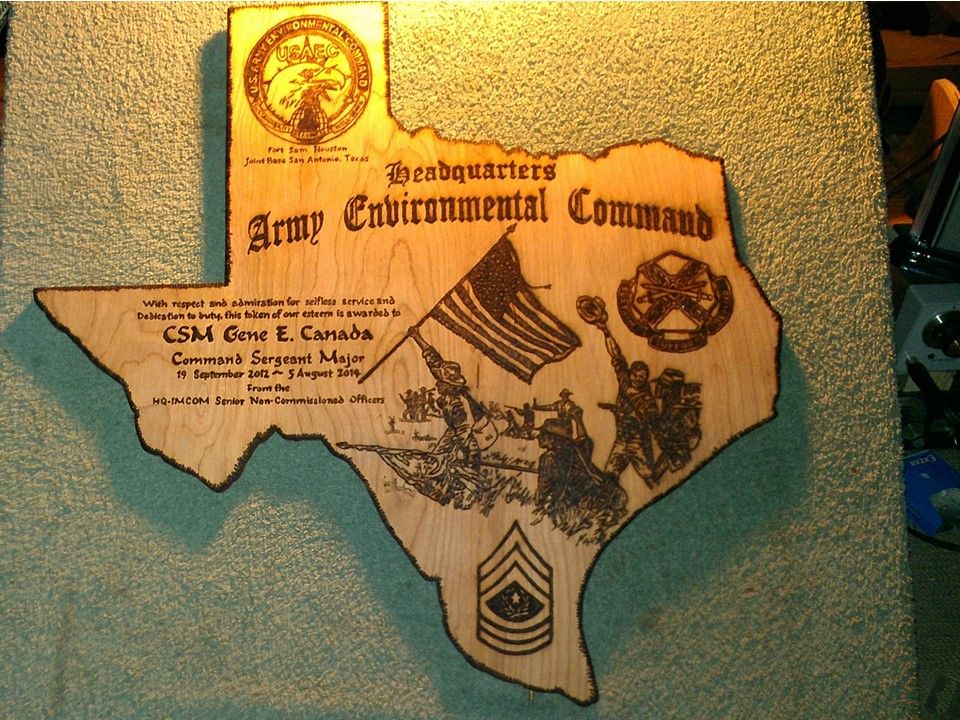 U.S. ARMY ENVIRONMENTAL COMMAND
USAEC
Fort Sam Houston
Joint Base San Antonio, Texas
Headquarters
Army Environmental Command
With respect and admiration for selfless service and
Dedication to duty, this token of our esteem is awarded to
CSM Gene E. Canada
Command Sergeant Major
19 September 2012 ~ 5 August 2014
From the
HQ-IMCOM Senior Non-Commissioned Officers
Extra